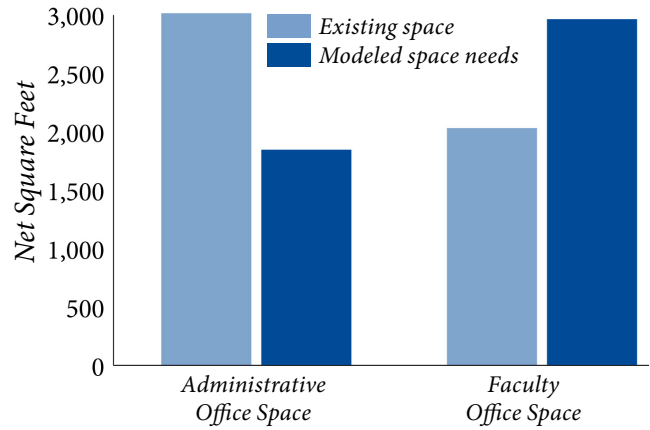 3,000
2,500
2,000
1,500
1,000
500
0
Net Square Feet
Existing space
Modeled space needs
Administrative
Office Space
Faculty
Office Space